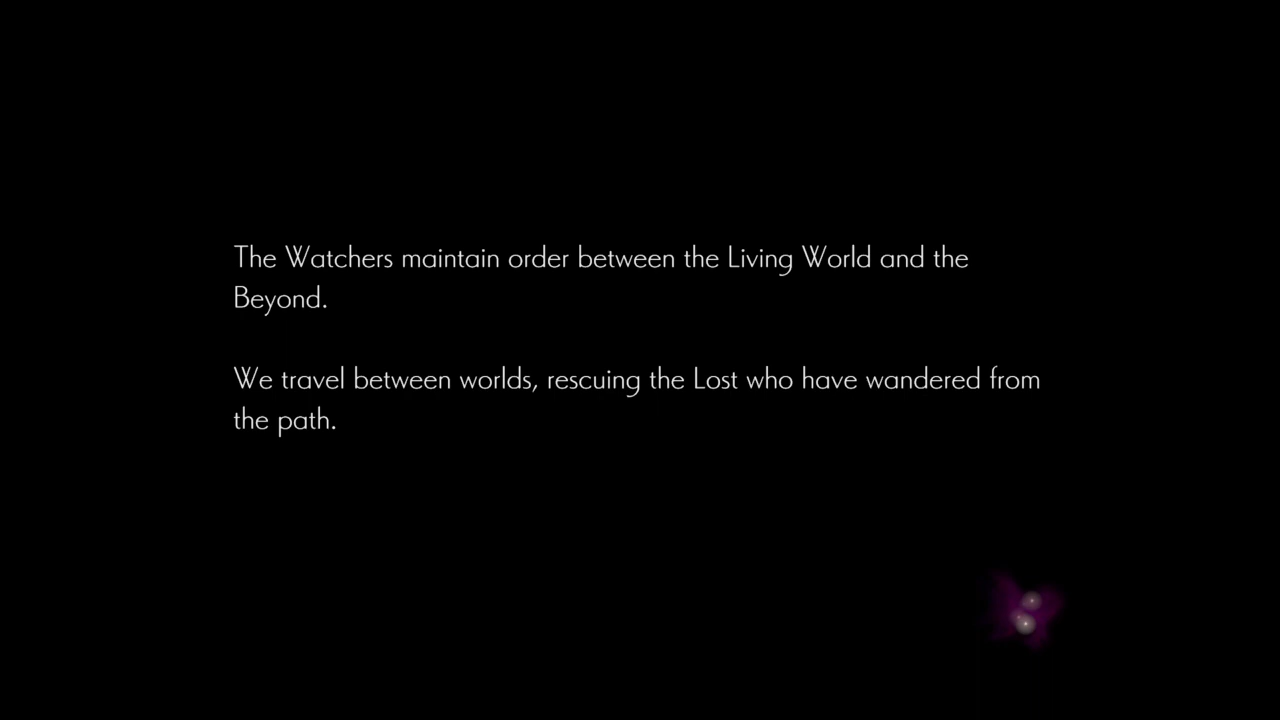 The Watchers maintain order between the Living World and the
Beyond.
We travel between worlds, rescuing the Lost who have wandered from
the path.